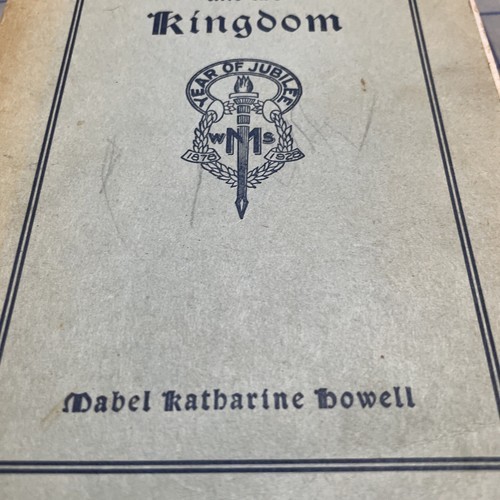 Kingdom
YEAR OF JUBILEE
WMS
1878 1928
Mabel Katharine Howell